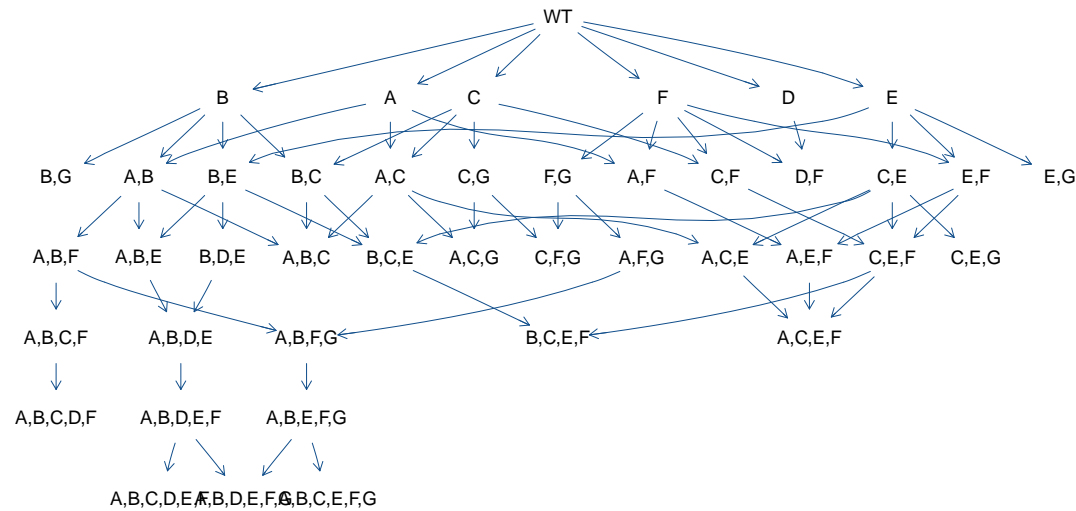 WT
B A C F D E
B,G A,B B,E B,C A,C C,G F,G A,F C,F D,F C,E E,F E,G
A,B,F A,B,E B,D,E A,B,C B,C,E A,C,G C,F,G A,F,G A,C,E A,E,F C,E,F C,E,G
A,B,C,F A,B,D,E A,B,F,G B,C,E,F A,C,E,F
A,B,C,D,F A,B,D,E,F A,B,E,F,G
A,B,C,D,E,F A,B,D,E,F,G A,B,C,E,F,G